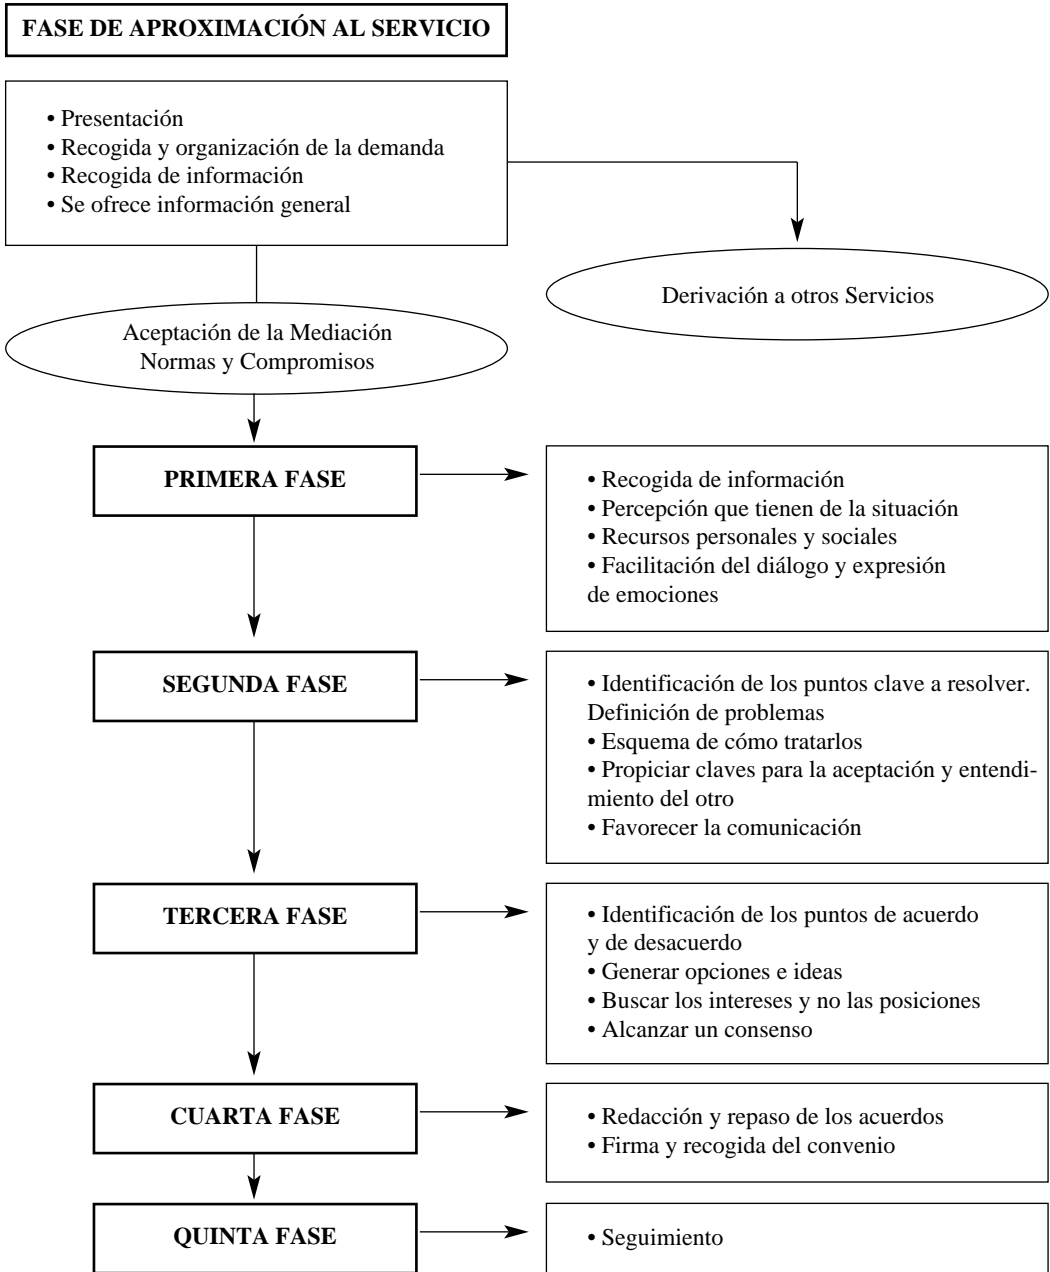 FASE DE APROXIMACIÓN AL SERVICIO
• Presentación
• Recogida y organización de la demanda
• Recogida de información
• Se ofrece información general
Derivación a otros Servicios
Aceptación de la Mediación
Normas y Compromisos
PRIMERA FASE
• Recogida de información
• Percepción que tienen de la situación
• Recursos personales y sociales
• Facilitación del diálogo y expresión
de emociones
SEGUNDA FASE
• Identificación de los puntos clave a resolver.
Definición de problemas
• Esquema de cómo tratarlos
• Propiciar claves para la aceptación y entendi-
miento del otro
• Favorecer la comunicación
TERCERA FASE
• Identificación de los puntos de acuerdo
y de desacuerdo
• Generar opciones e ideas
• Buscar los intereses y no las posiciones
• Alcanzar un consenso
CUARTA FASE
• Redacción y repaso de los acuerdos
• Firma y recogida del convenio
QUINTA FASE
• Seguimiento